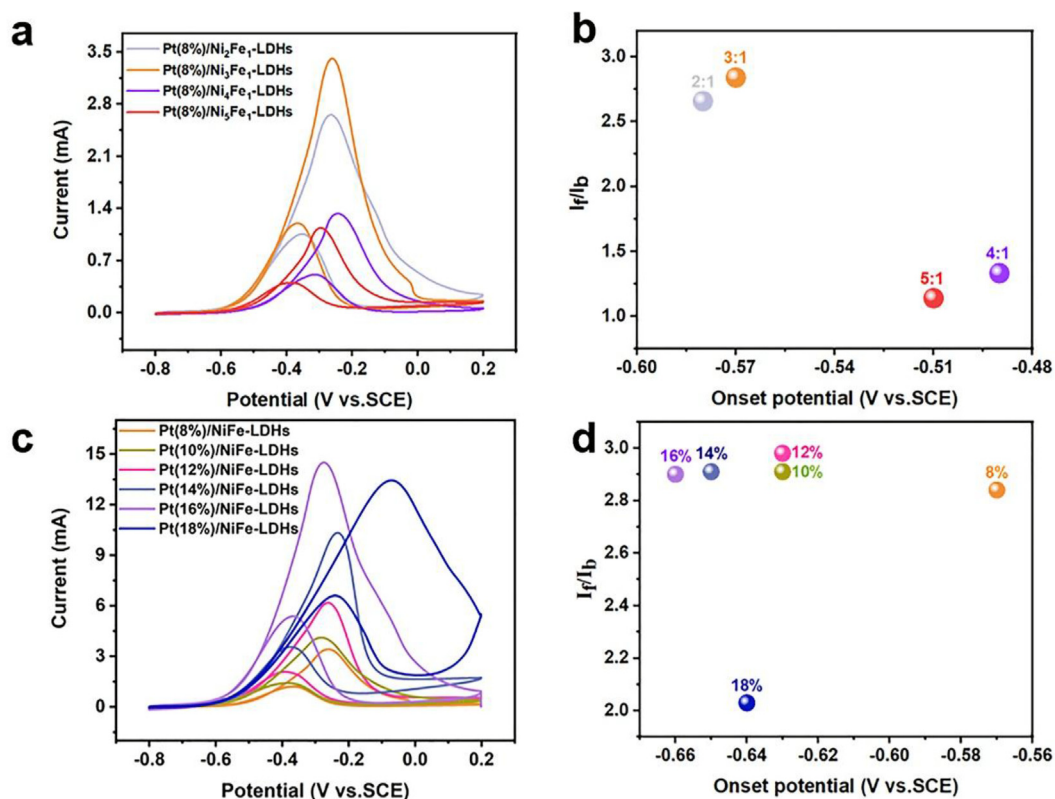 a
Pt(8%)/Ni₂Fe₁-LDHs
Pt(8%)/Ni₃Fe₁-LDHs
Pt(8%)/Ni₄Fe₁-LDHs
Pt(8%)/Ni₅Fe₁-LDHs
3.5
2.8
2.1
1.4
0.7
0.0
Current (mA)
-0.8 -0.6 -0.4 -0.2 0.0 0.2
Potential (V vs.SCE)
b
3.0
2.5
2.0
1.5
1.0
I_f/I_b
2:1
3:1
5:1
4:1
-0.60 -0.57 -0.54 -0.51 -0.48
Onset potential (V vs.SCE)
c
Pt(8%)/NiFe-LDHs
Pt(10%)/NiFe-LDHs
Pt(12%)/NiFe-LDHs
Pt(14%)/NiFe-LDHs
Pt(16%)/NiFe-LDHs
Pt(18%)/NiFe-LDHs
15
12
9
6
3
0
Current (mA)
-0.8 -0.6 -0.4 -0.2 0.0 0.2
Potential (V vs.SCE)
d
3.0
2.8
2.6
2.4
2.2
2.0
I_f/I_b
16%
14%
12%
10%
8%
18%
-0.66 -0.64 -0.62 -0.60 -0.58 -0.56
Onset potential (V vs.SCE)